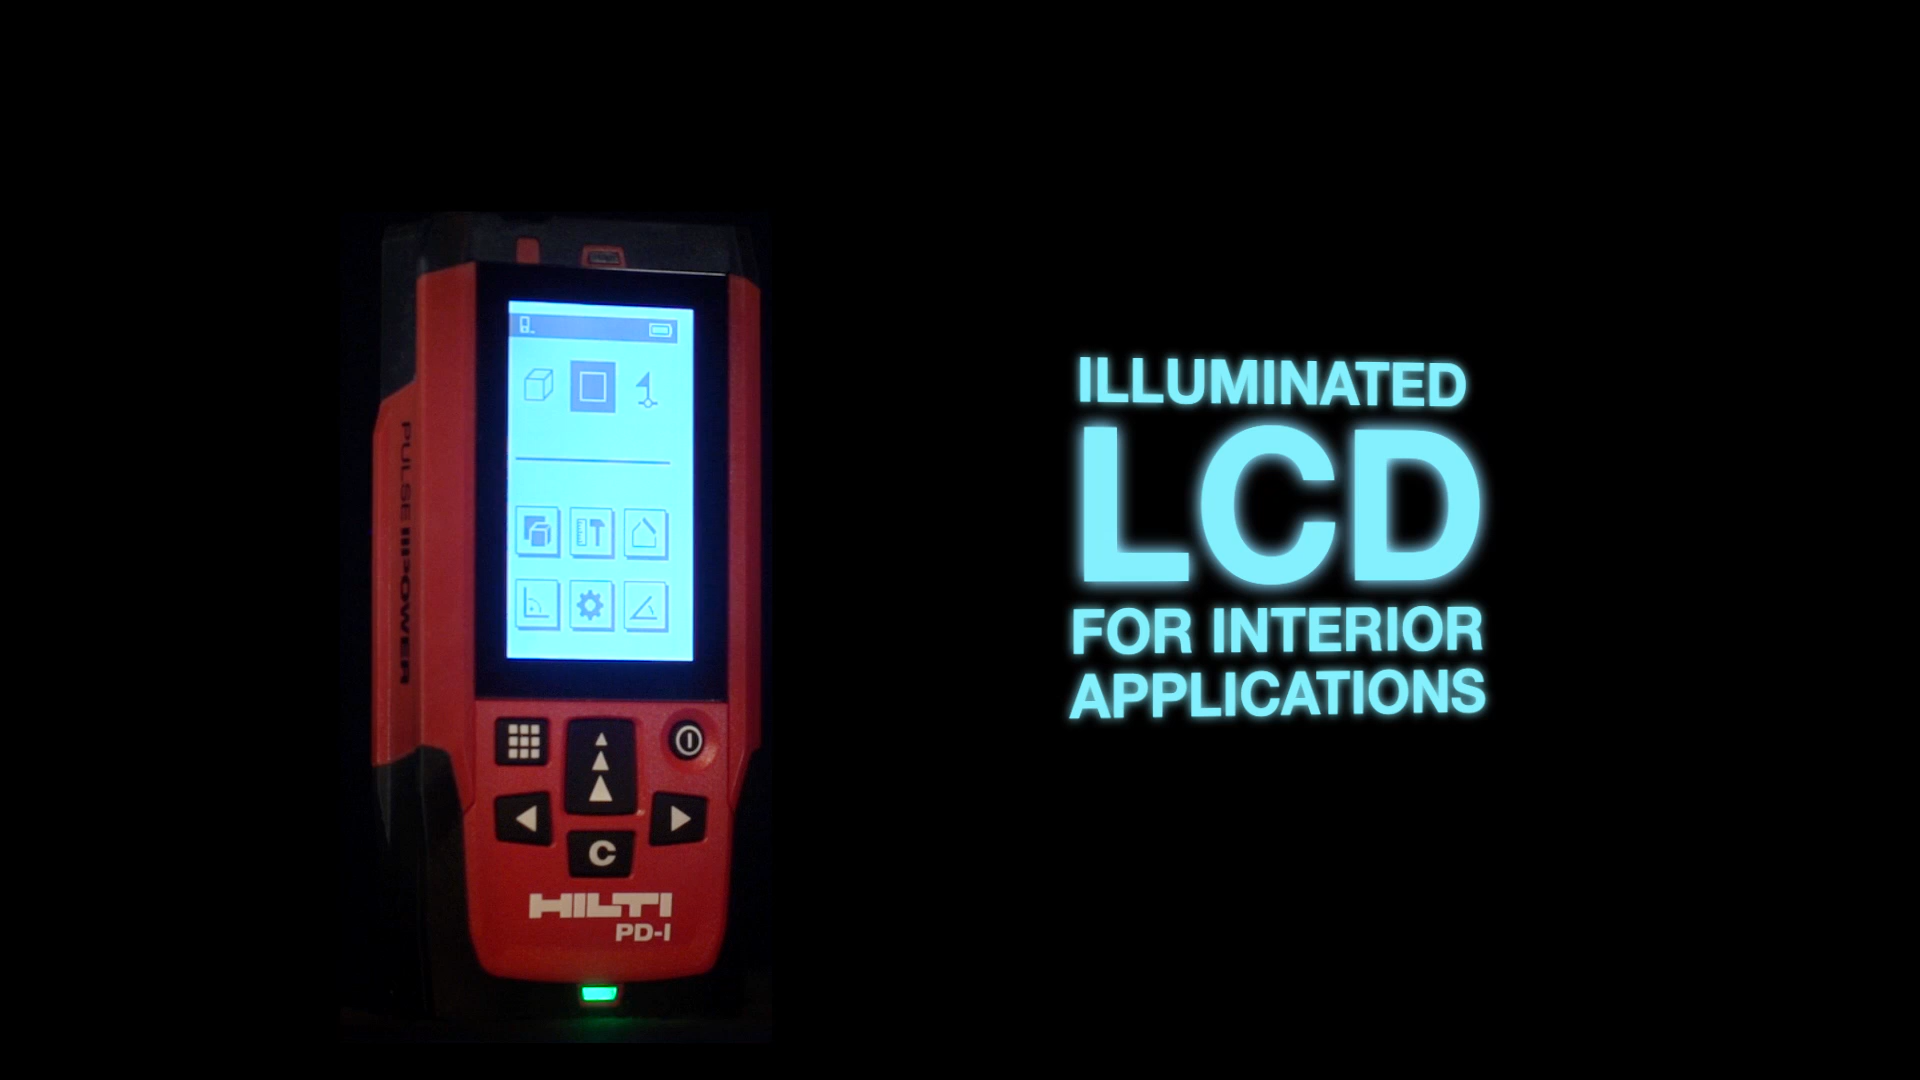 PULSE POWER
C
HILTI
PD-I
ILLUMINATED
LCD
FOR INTERIOR
APPLICATIONS